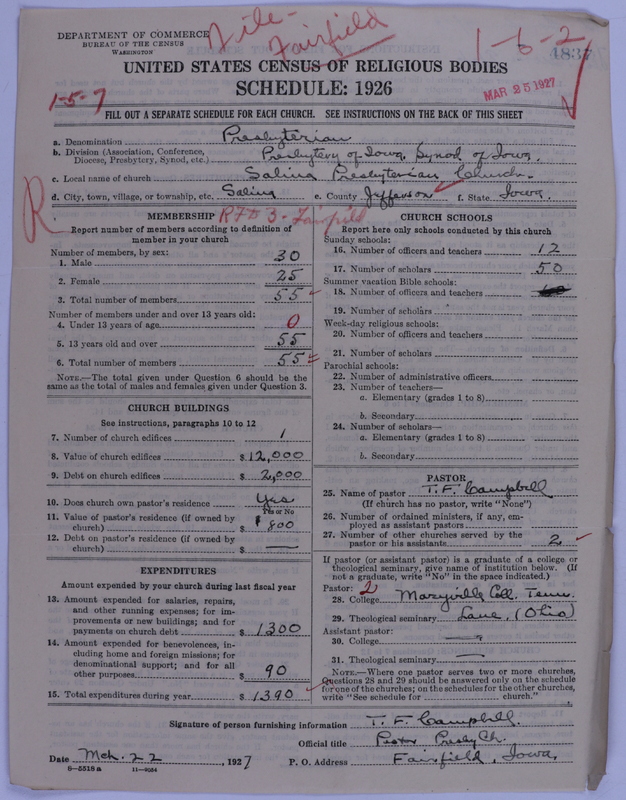 DEPARTMENT OF COMMERCE
BUREAU OF THE CENSUS
WASHINGTON
File-
Fairfield
1-6-2
4837
MAR 25 1927
1-5-7
UNITED STATES CENSUS OF RELIGIOUS BODIES
SCHEDULE: 1926
FILL OUT A SEPARATE SCHEDULE FOR EACH CHURCH. SEE INSTRUCTIONS ON THE BACK OF THIS SHEET
a. Denomination Presbyterian
b. Division (Association, Conference, Diocese, Presbytery, Synod, etc.) Presbytery of Iowa, Synod of Iowa.
c. Local name of church Salina Presbyterian Church.
d. City, town, village, or township, etc. Salina e. County Jefferson f. State Iowa.
R
RFD 3 - Fairfield
MEMBERSHIP
Report number of members according to definition of
member in your church
Number of members, by sex:
1. Male 30
2. Female 25
3. Total number of members 55
Number of members under and over 13 years old:
4. Under 13 years of age 0
5. 13 years old and over 55
6. Total number of members 55
NOTE.—The total given under Question 6 should be the
same as the total of males and females given under Question 3.
CHURCH BUILDINGS
See instructions, paragraphs 10 to 12
7. Number of church edifices 1
8. Value of church edifices $12,000
9. Debt on church edifices $ 2,000
10. Does church own pastor's residence Yes
Yes or No
11. Value of pastor's residence (if owned by
church) $ 800
12. Debt on pastor's residence (if owned by
church) $ —
EXPENDITURES
Amount expended by your church during last fiscal year
13. Amount expended for salaries, repairs,
and other running expenses; for im-
provements or new buildings; and for
payments on church debt $ 1300
14. Amount expended for benevolences, in-
cluding home and foreign missions; for
denominational support; and for all
other purposes $ 90
15. Total expenditures during year $ 1390
CHURCH SCHOOLS
Report here only schools conducted by this church
Sunday schools:
16. Number of officers and teachers 12
17. Number of scholars 50
Summer vacation Bible schools:
18. Number of officers and teachers
19. Number of scholars
Week-day religious schools:
20. Number of officers and teachers
21. Number of scholars
Parochial schools:
22. Number of administrative officers
23. Number of teachers—
a. Elementary (grades 1 to 8)
b. Secondary
24. Number of scholars—
a. Elementary (grades 1 to 8)
b. Secondary
PASTOR
25. Name of pastor T. F. Campbell
(If church has no pastor, write "None")
26. Number of ordained ministers, if any, em-
ployed as assistant pastors
27. Number of other churches served by the
pastor or his assistants 2
If pastor (or assistant pastor) is a graduate of a college or
theological seminary, give name of institution below. (If
not a graduate, write "No" in the space indicated.)
Pastor: 2
28. College Maryville Coll. Tenn.
29. Theological seminary Lane, (Ohio)
Assistant pastor:
30. College —
31. Theological seminary —
NOTE.—Where one pastor serves two or more churches,
Questions 28 and 29 should be answered only on the schedule
for one of the churches; on the schedules for the other churches,
write "See schedule for church."
Signature of person furnishing information T. F. Campbell.
Official title Pastor Presby Ch.
Date Mch. 22, 1927 P. O. Address Fairfield, Iowa.
8—5518a 11—9034